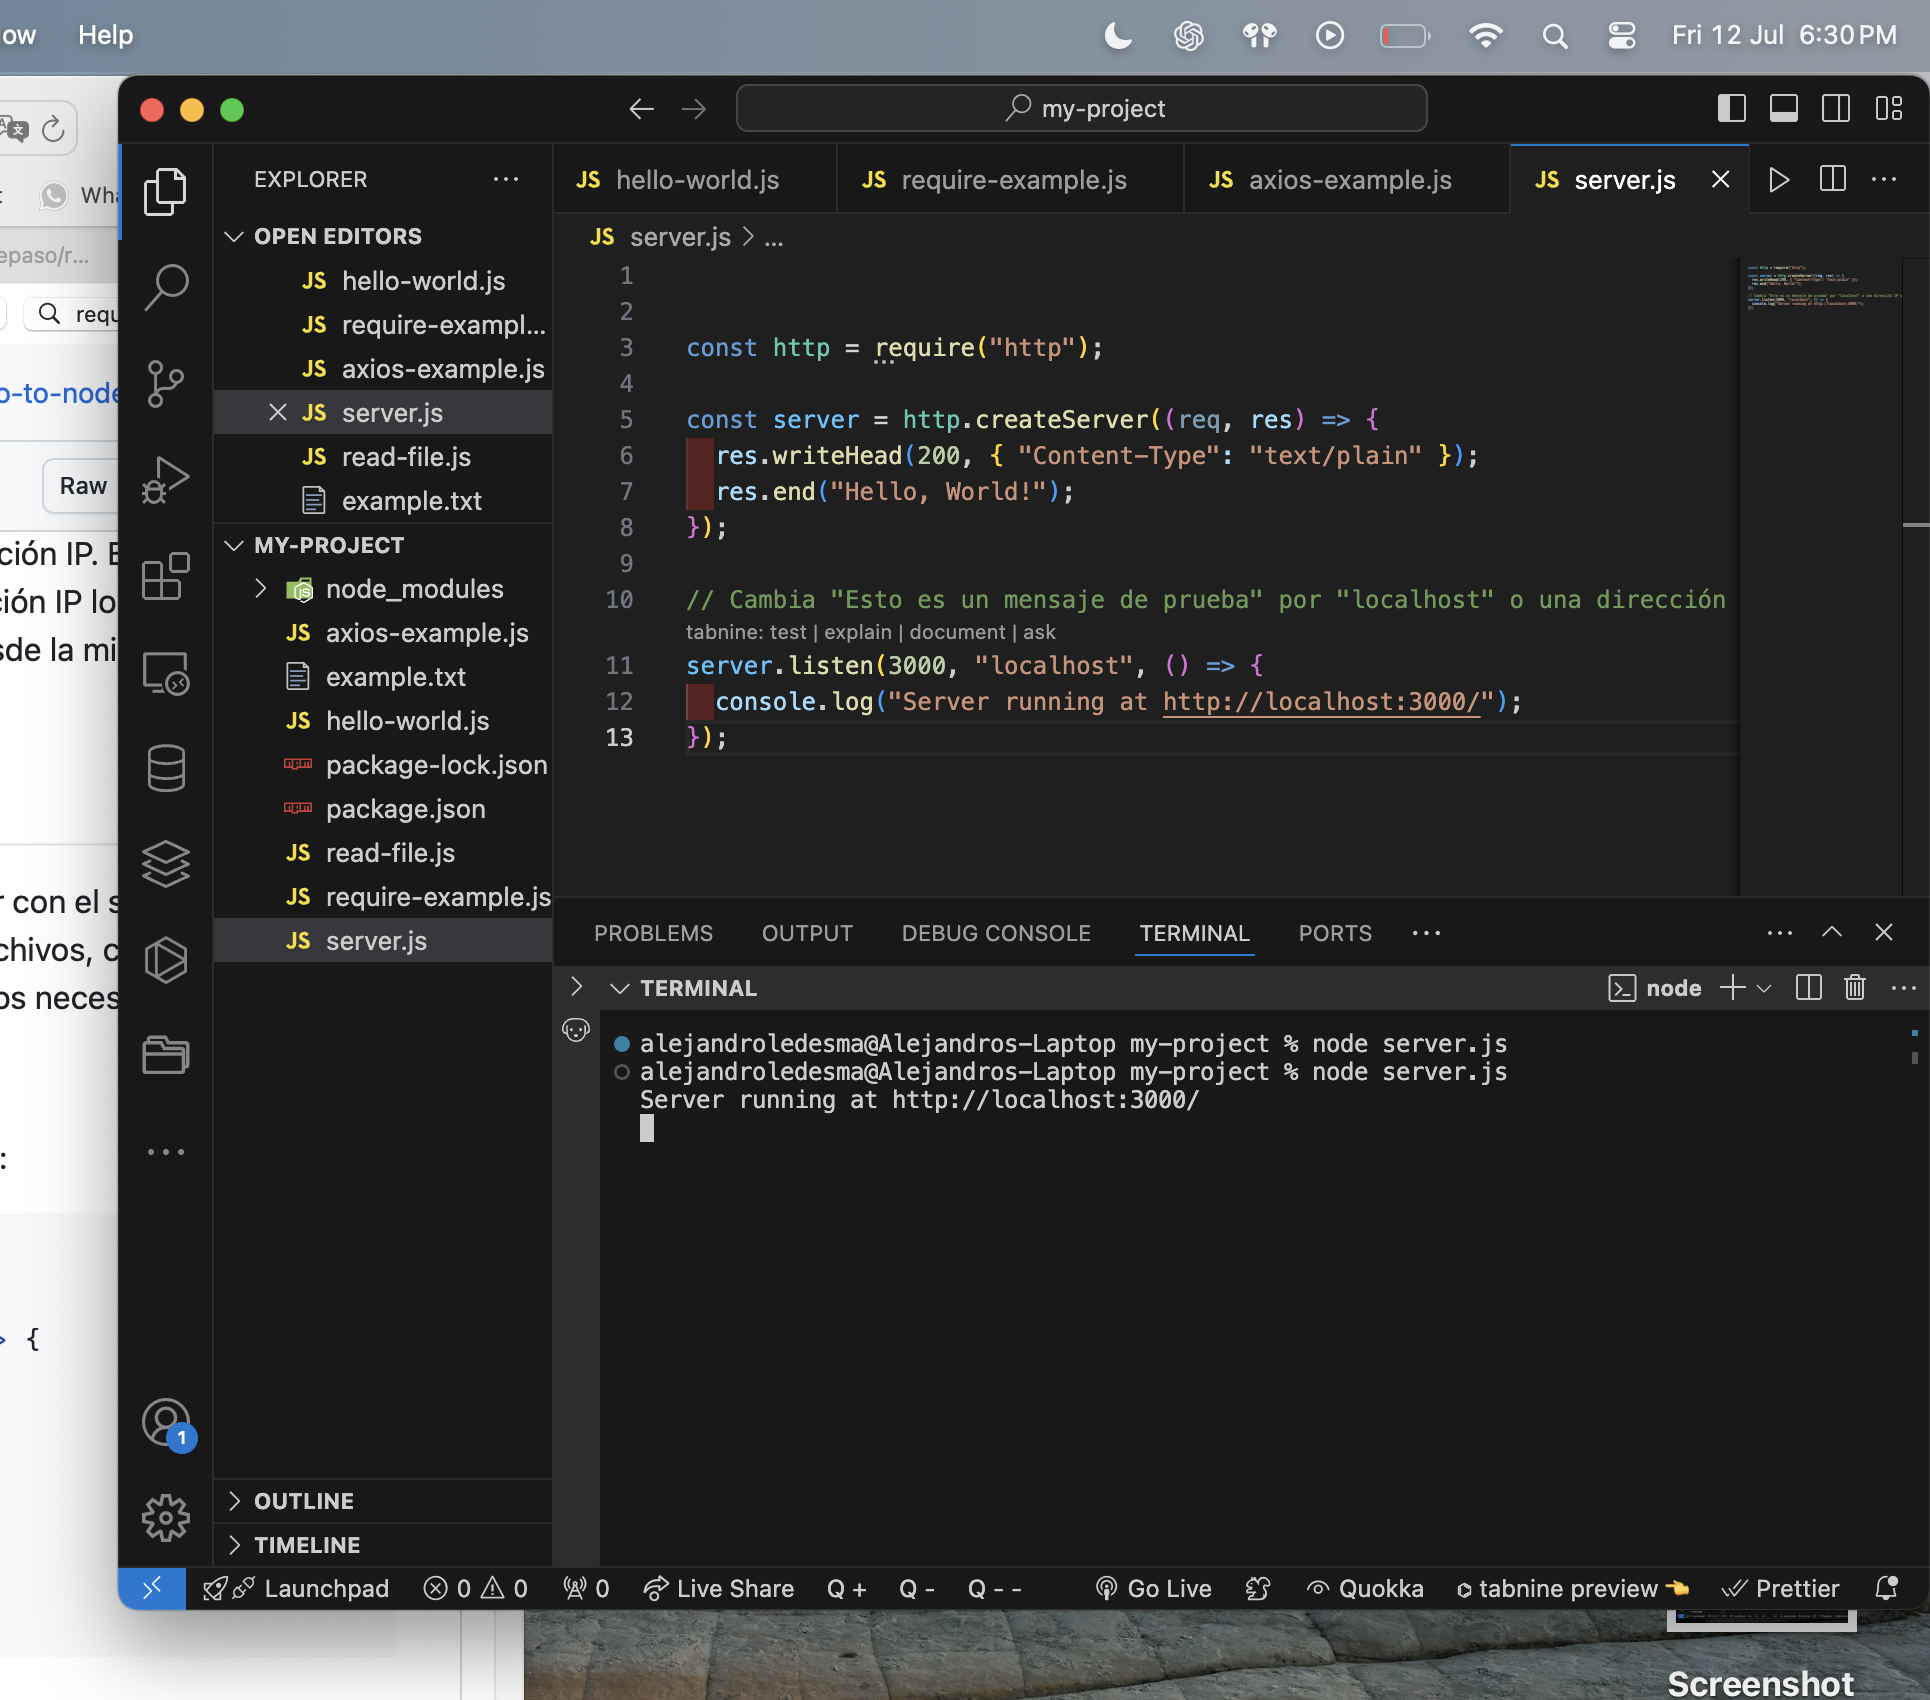 ow Help Fri 12 Jul 6:30 PM
my-project
Wha
epaso/r...
requ
o-to-node
Raw
ción IP. E
ión IP lo
sde la mi
r con el s
chivos, c
os neces
:
> {
EXPLORER
OPEN EDITORS
JS hello-world.js
JS require-exampl...
JS axios-example.js
JS server.js
JS read-file.js
example.txt
MY-PROJECT
node_modules
JS axios-example.js
example.txt
JS hello-world.js
package-lock.json
package.json
JS read-file.js
JS require-example.js
JS server.js
OUTLINE
TIMELINE
1
JS hello-world.js JS require-example.js JS axios-example.js JS server.js
JS server.js > ...
1
2
3 const http = require("http");
4
5 const server = http.createServer((req, res) => {
6 res.writeHead(200, { "Content-Type": "text/plain" });
7 res.end("Hello, World!");
8 });
9
10 // Cambia "Esto es un mensaje de prueba" por "localhost" o una dirección
tabnine: test | explain | document | ask
11 server.listen(3000, "localhost", () => {
12 console.log("Server running at http://localhost:3000/");
13 });
PROBLEMS OUTPUT DEBUG CONSOLE TERMINAL PORTS
TERMINAL node
alejandroledesma@Alejandros-Laptop my-project % node server.js
alejandroledesma@Alejandros-Laptop my-project % node server.js
Server running at http://localhost:3000/
Launchpad 0 0 0 Live Share Q + Q - Q - - Go Live Quokka tabnine preview Prettier
Screenshot